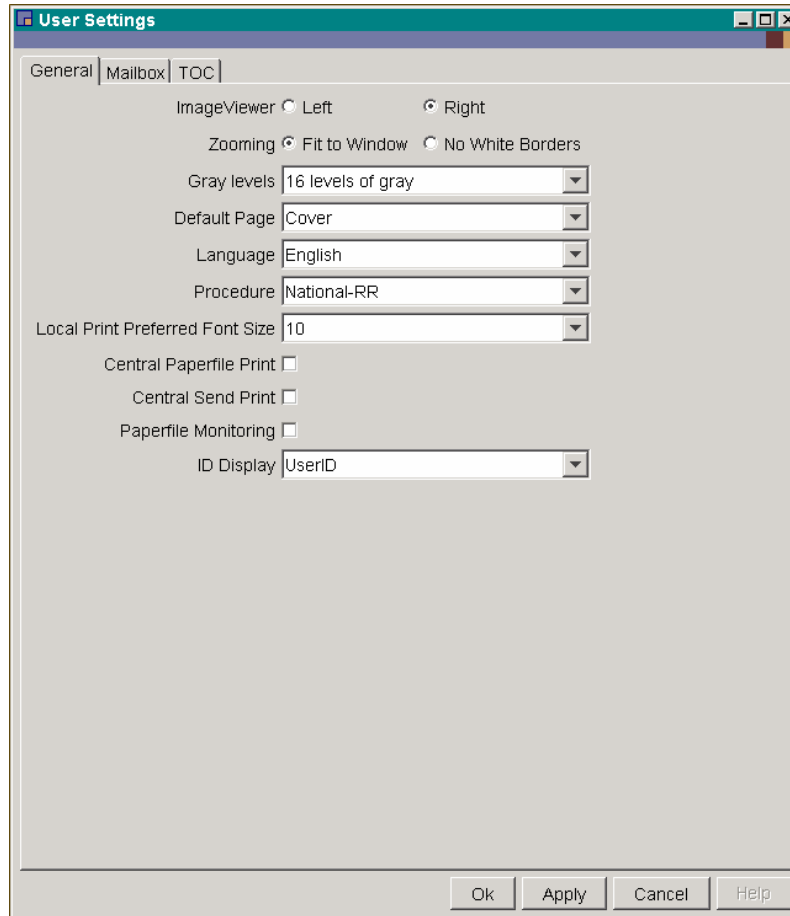 User Settings
General Mailbox TOC
ImageViewer Left Right
Zooming Fit to Window No White Borders
Gray levels 16 levels of gray
Default Page Cover
Language English
Procedure National-RR
Local Print Preferred Font Size 10
Central Paperfile Print
Central Send Print
Paperfile Monitoring
ID Display UserID
Ok Apply Cancel Help